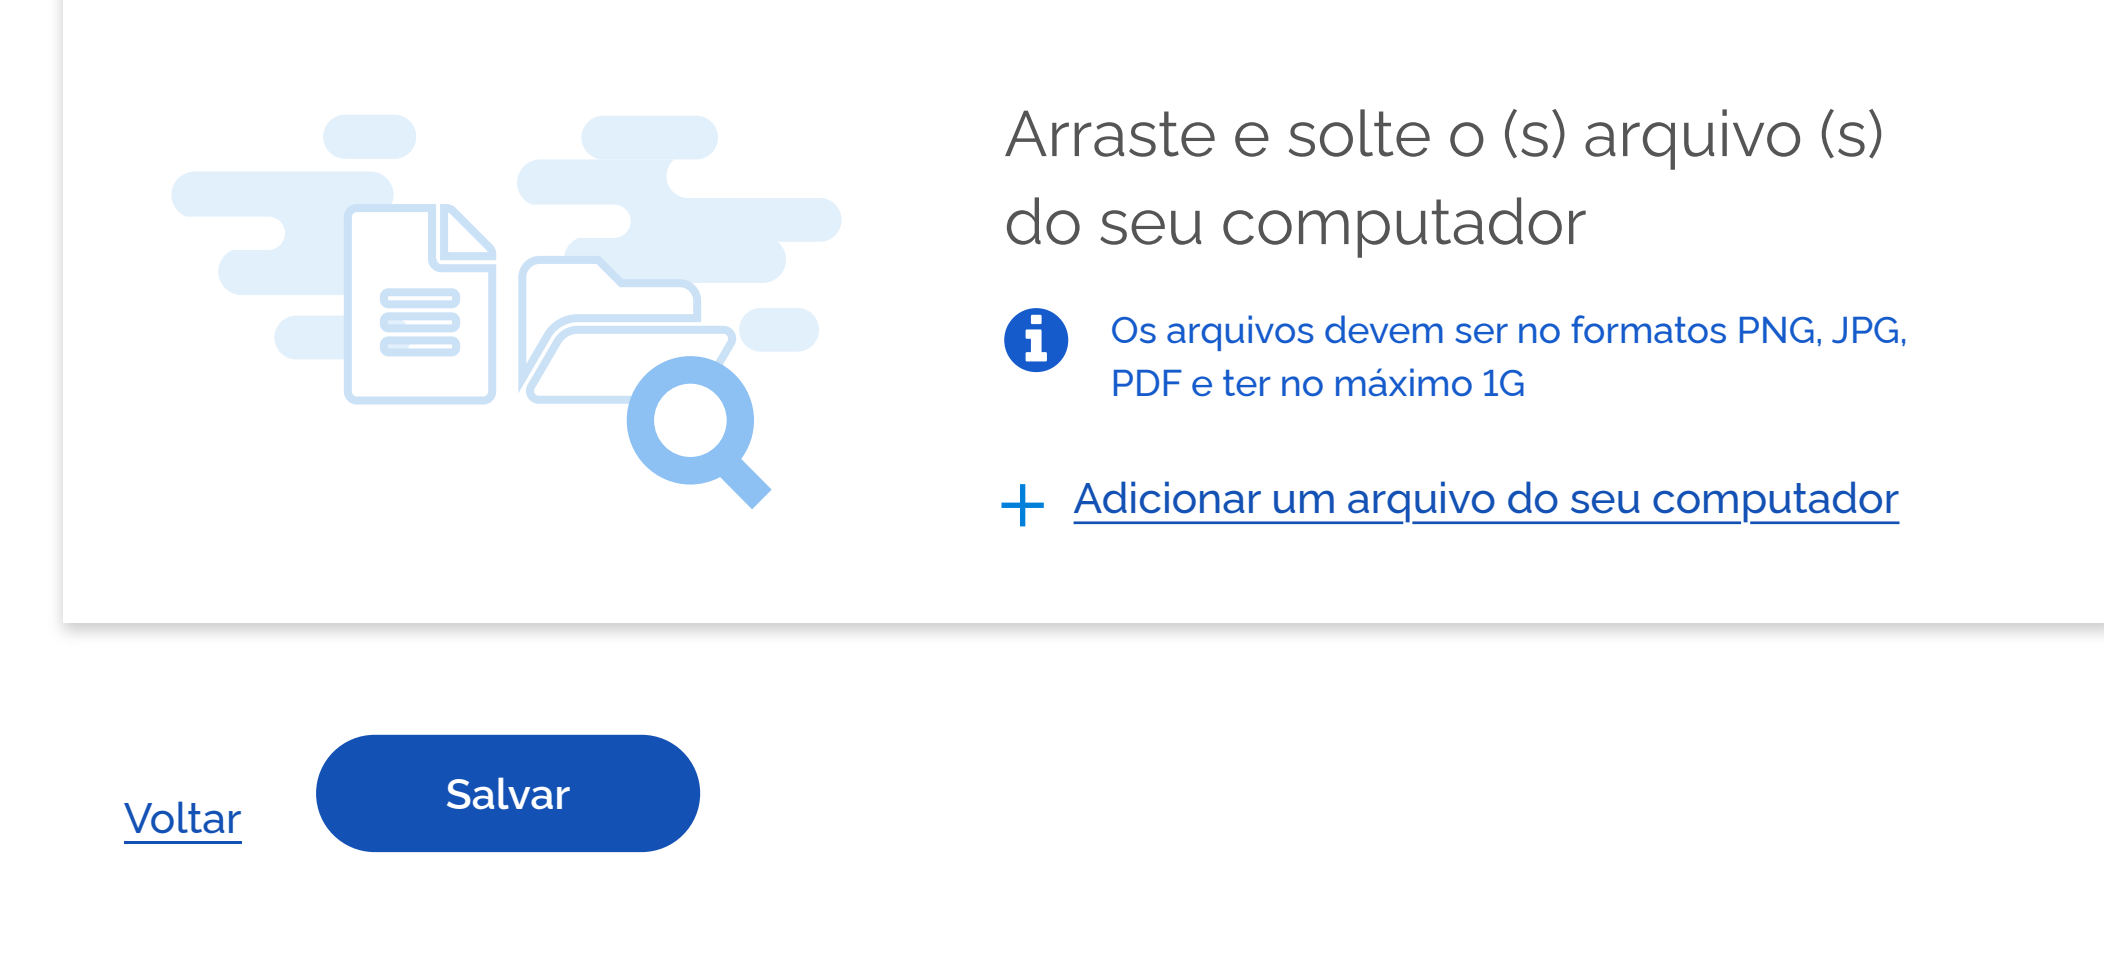 Arraste e solte o (s) arquivo (s)
do seu computador
Os arquivos devem ser no formatos PNG, JPG,
PDF e ter no máximo 1G
Adicionar um arquivo do seu computador
Salvar
Voltar